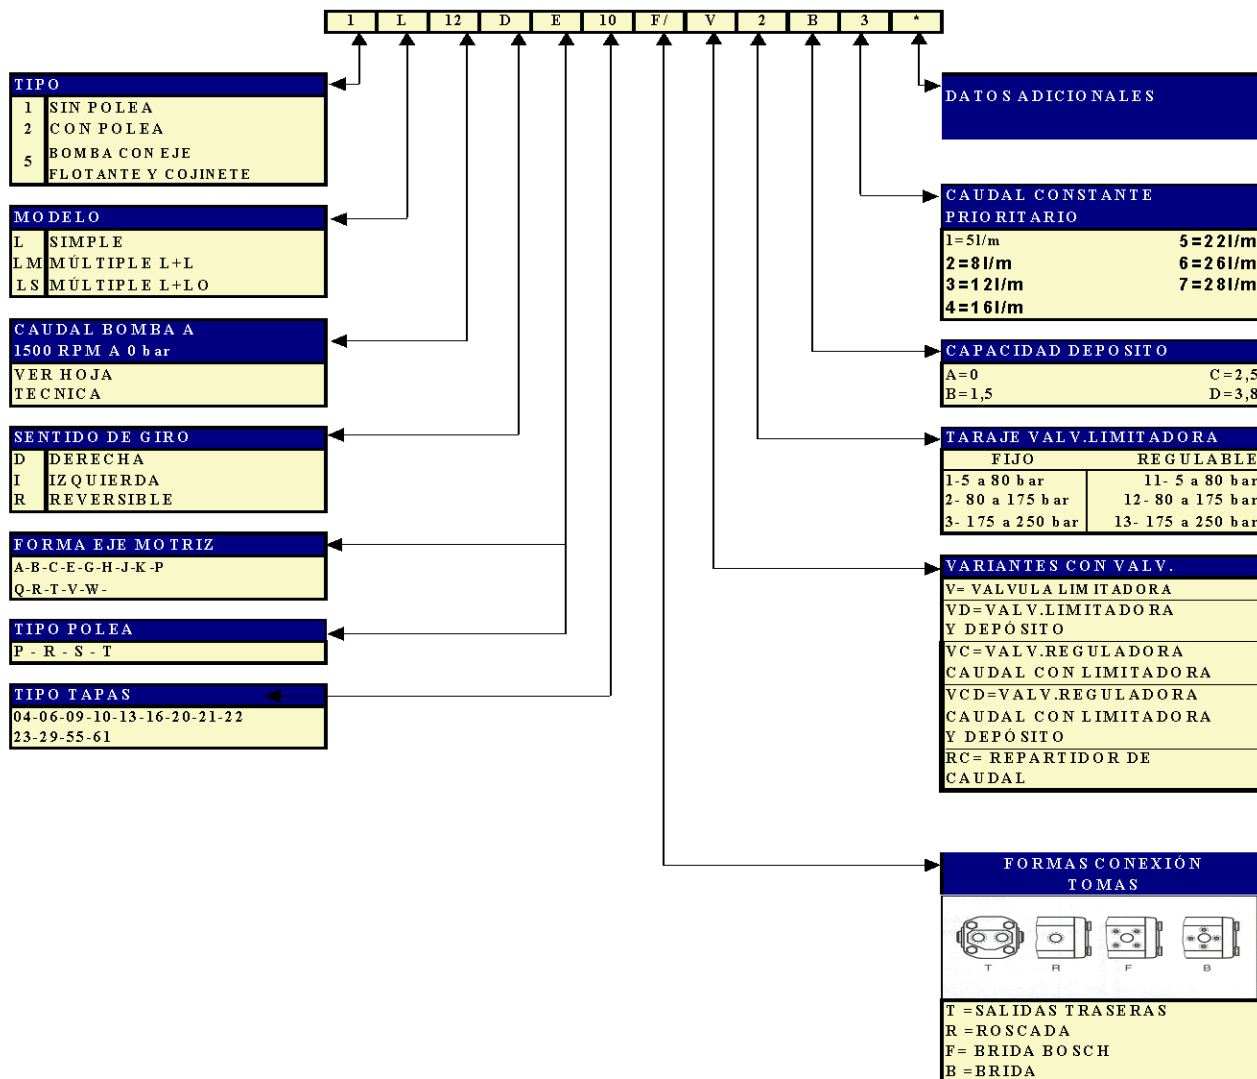 1 L 12 D E 10 F/ V 2 B 3 *
TIPO
1 SIN POLEA
2 CON POLEA
5 BOMBA CON EJE
FLOTANTE Y COJINETE
MODELO
L SIMPLE
LM MÚLTIPLE L+L
LS MÚLTIPLE L+LO
CAUDAL BOMBA A
1500 RPM A 0 bar
VER HOJA
TECNICA
SENTIDO DE GIRO
D DERECHA
I IZQUIERDA
R REVERSIBLE
FORMA EJE MOTRIZ
A-B-C-E-G-H-J-K-P
Q-R-T-V-W-
TIPO POLEA
P - R - S - T
TIPO TAPAS
04-06-09-10-13-16-20-21-22
23-29-55-61
DATOS ADICIONALES
CAUDAL CONSTANTE
PRIORITARIO
1=5l/m 5=22l/m
2=8l/m 6=26l/m
3=12l/m 7=28l/m
4=16l/m
CAPACIDAD DEPOSITO
A=0 C=2,5
B=1,5 D=3,8
TARAJE VALV.LIMITADORA
FIJO REGULABLE
1-5 a 80 bar 11- 5 a 80 bar
2- 80 a 175 bar 12- 80 a 175 bar
3- 175 a 250 bar 13- 175 a 250 bar
VARIANTES CON VALV.
V= VALVULA LIMITADORA
VD=VALV.LIMITADORA
Y DEPÓSITO
VC=VALV.REGULADORA
CAUDAL CON LIMITADORA
VCD=VALV.REGULADORA
CAUDAL CON LIMITADORA
Y DEPÓSITO
RC= REPARTIDOR DE
CAUDAL
FORMAS CONEXIÓN
TOMAS
T R F B
T =SALIDAS TRASERAS
R =ROSCADA
F= BRIDA BOSCH
B =BRIDA